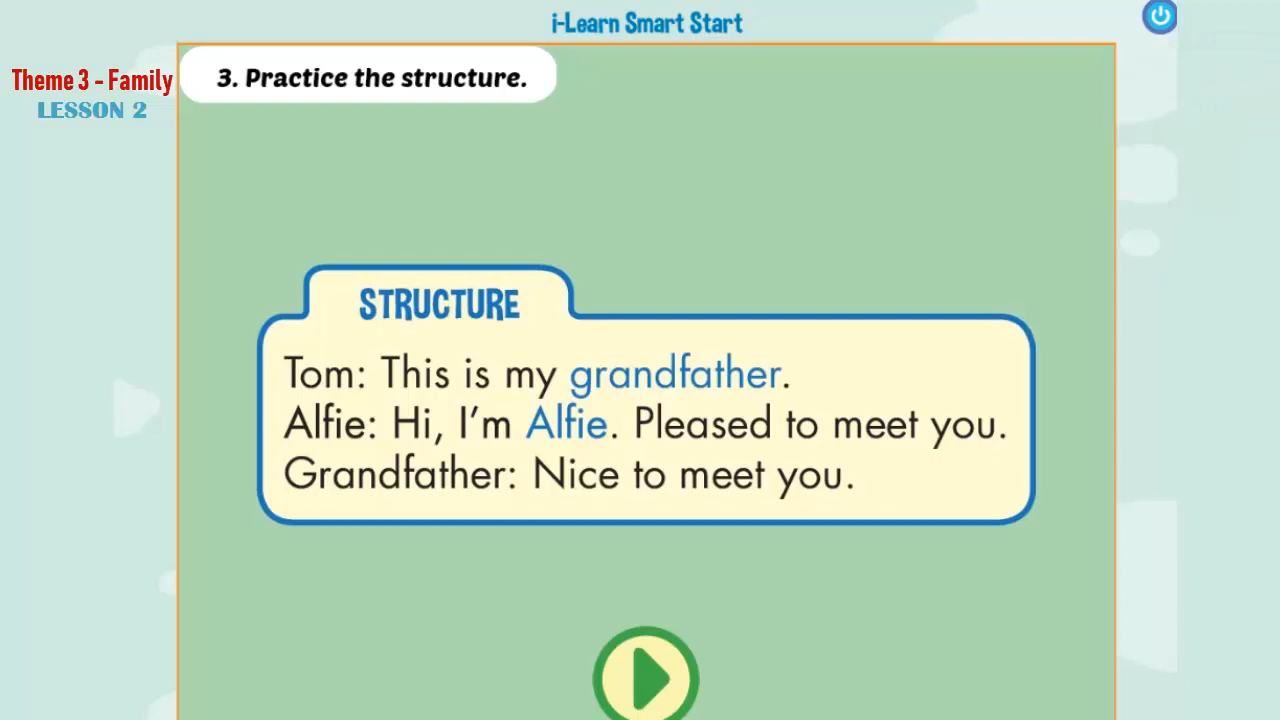 i-Learn Smart Start
Theme 3 - Family
LESSON 2
3. Practice the structure.
STRUCTURE
Tom: This is my grandfather.
Alfie: Hi, I'm Alfie. Pleased to meet you.
Grandfather: Nice to meet you.